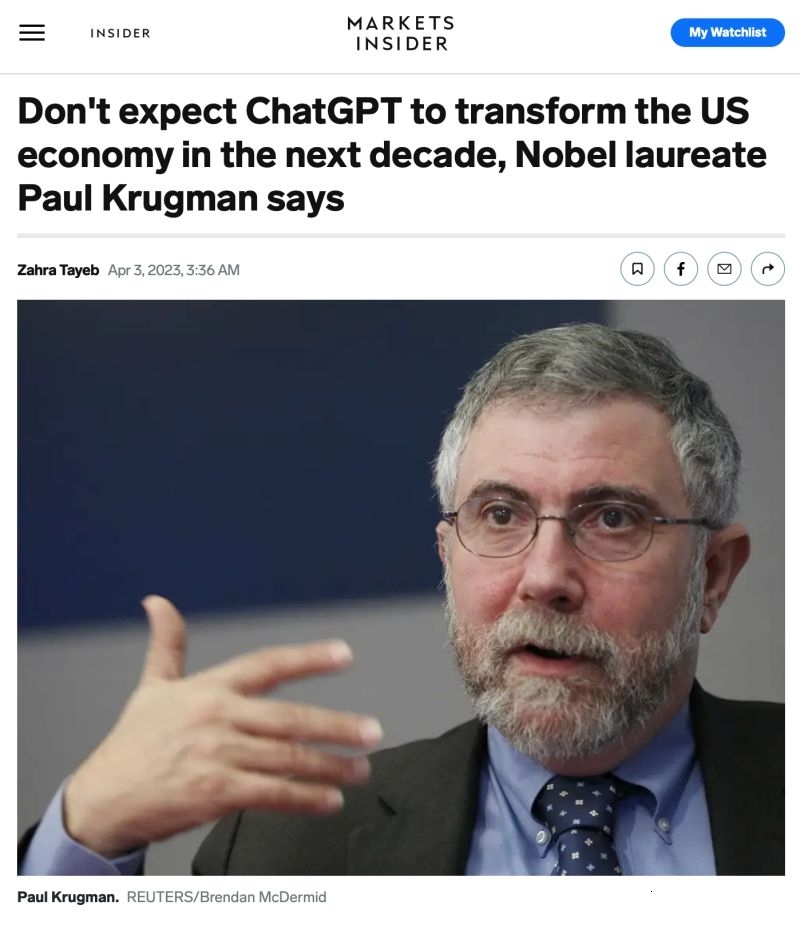 INSIDER
MARKETS
INSIDER
My Watchlist
Don't expect ChatGPT to transform the US
economy in the next decade, Nobel laureate
Paul Krugman says
Zahra Tayeb Apr 3, 2023, 3:36 AM
f
Paul Krugman. REUTERS/Brendan McDermid